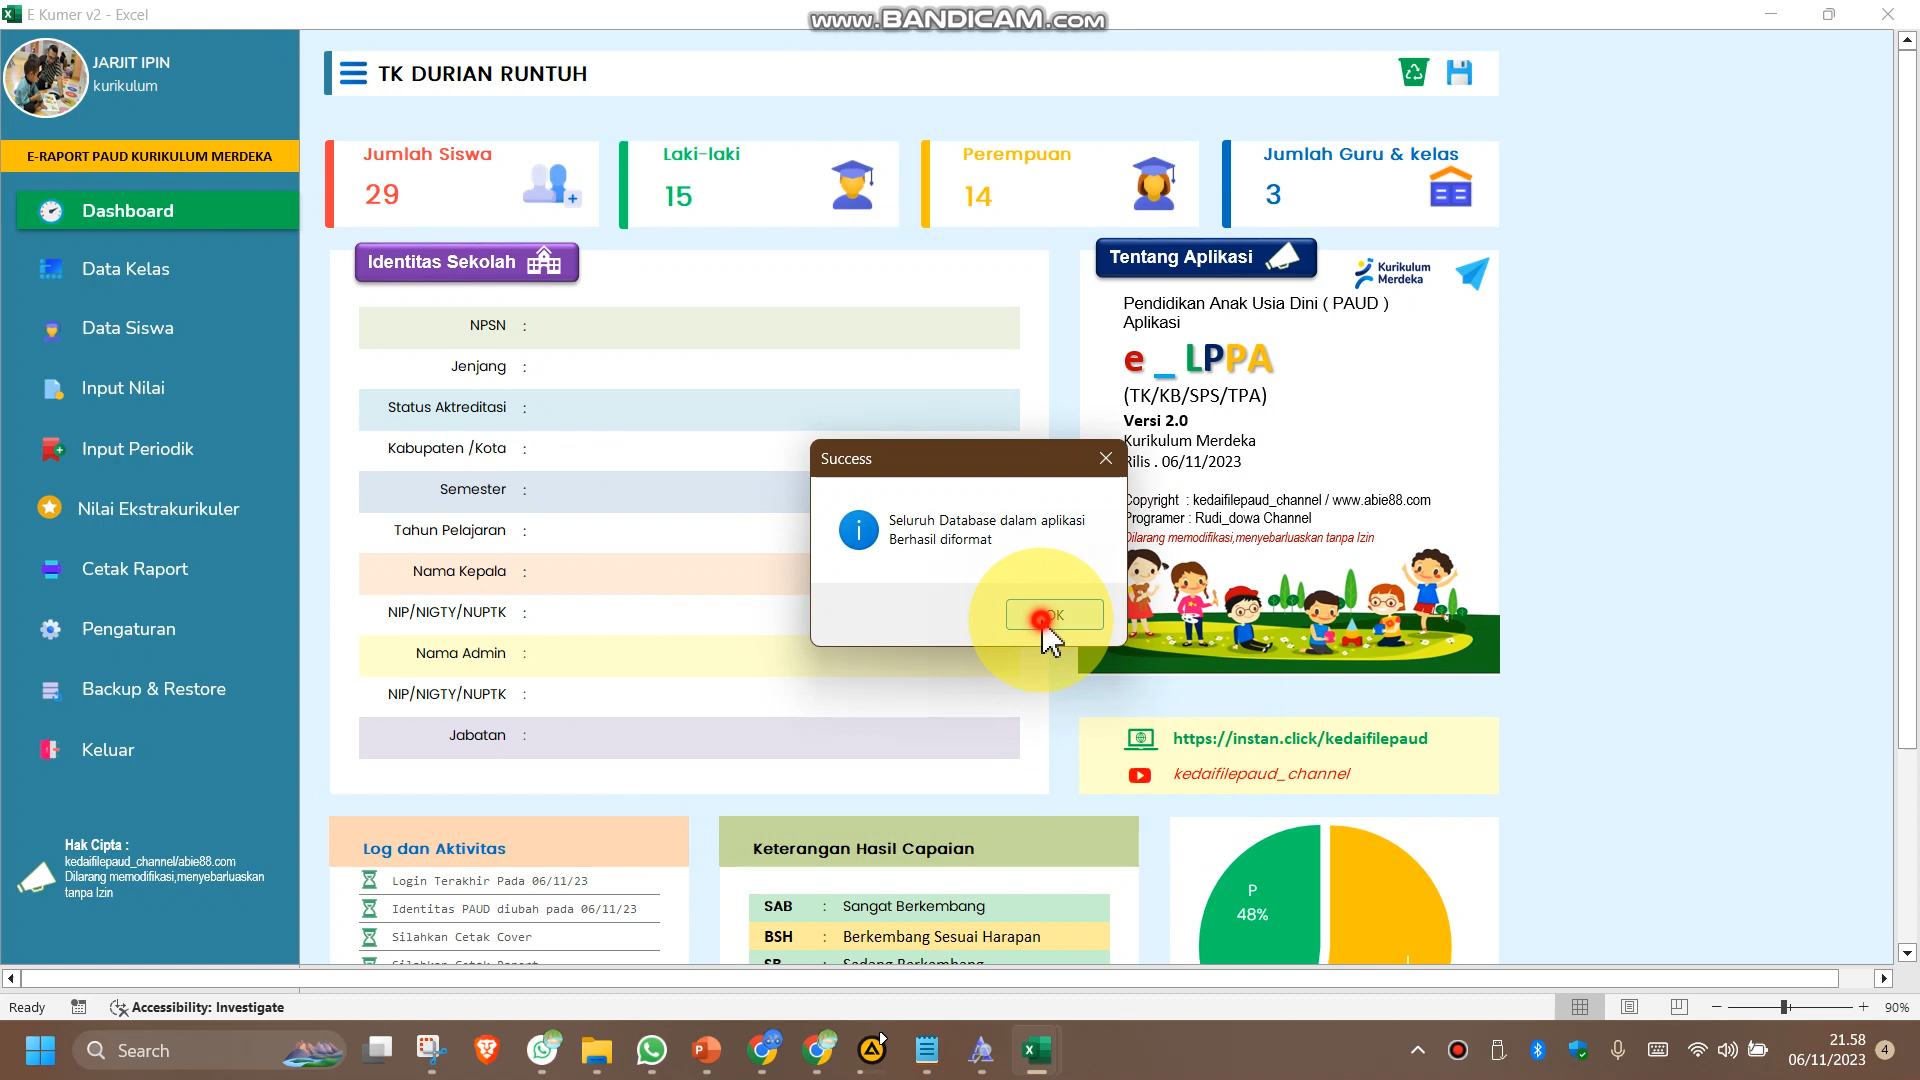 E Kumer v2 - Excel
www.BANDICAM.com
JARJIT IPIN
kurikulum
E-RAPORT PAUD KURIKULUM MERDEKA
Dashboard
Data Kelas
Data Siswa
Input Nilai
Input Periodik
Nilai Ekstrakurikuler
Cetak Raport
Pengaturan
Backup & Restore
Keluar
Hak Cipta :
kedaifilepaud_channel/abie88.com
Dilarang memodifikasi,menyebarluaskan
tanpa Izin
TK DURIAN RUNTUH
Jumlah Siswa
29
Laki-laki
15
Perempuan
14
Jumlah Guru & kelas
3
Identitas Sekolah
NPSN :
Jenjang :
Status Aktreditasi :
Kabupaten /Kota :
Semester :
Tahun Pelajaran :
Nama Kepala :
NIP/NIGTY/NUPTK :
Nama Admin :
NIP/NIGTY/NUPTK :
Jabatan :
Success
Seluruh Database dalam aplikasi
Berhasil diformat
OK
Tentang Aplikasi
Kurikulum
Merdeka
Pendidikan Anak Usia Dini ( PAUD )
Aplikasi
e _ LPPA
(TK/KB/SPS/TPA)
Versi 2.0
Kurikulum Merdeka
Rilis . 06/11/2023
Copyright : kedaifilepaud_channel / www.abie88.com
Programer : Rudi_dowa Channel
Dilarang memodifikasi,menyebarluaskan tanpa Izin
https://instan.click/kedaifilepaud
kedaifilepaud_channel
Log dan Aktivitas
Login Terakhir Pada 06/11/23
Identitas PAUD diubah pada 06/11/23
Silahkan Cetak Cover
Keterangan Hasil Capaian
SAB : Sangat Berkembang
BSH : Berkembang Sesuai Harapan
P
48%
Ready
Accessibility: Investigate
90%
Search
21.58
06/11/2023
4